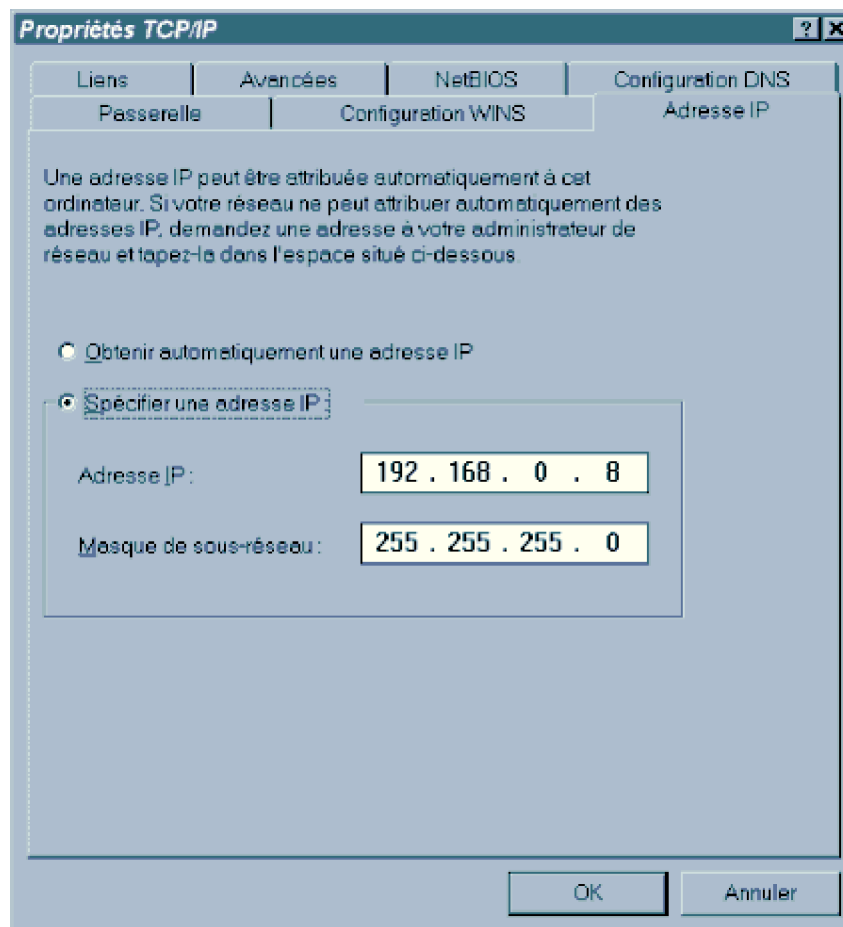 Propriétés TCP/IP
Liens Avancées NetBIOS Configuration DNS
Passerelle Configuration WINS Adresse IP
Une adresse IP peut être attribuée automatiquement à cet
ordinateur. Si votre réseau ne peut attribuer automatiquement des
adresses IP, demandez une adresse à votre administrateur de
réseau et tapez-la dans l'espace situé ci-dessous.
Obtenir automatiquement une adresse IP
Spécifier une adresse IP :
Adresse IP : 192 . 168 . 0 . 8
Masque de sous-réseau : 255 . 255 . 255 . 0
OK Annuler